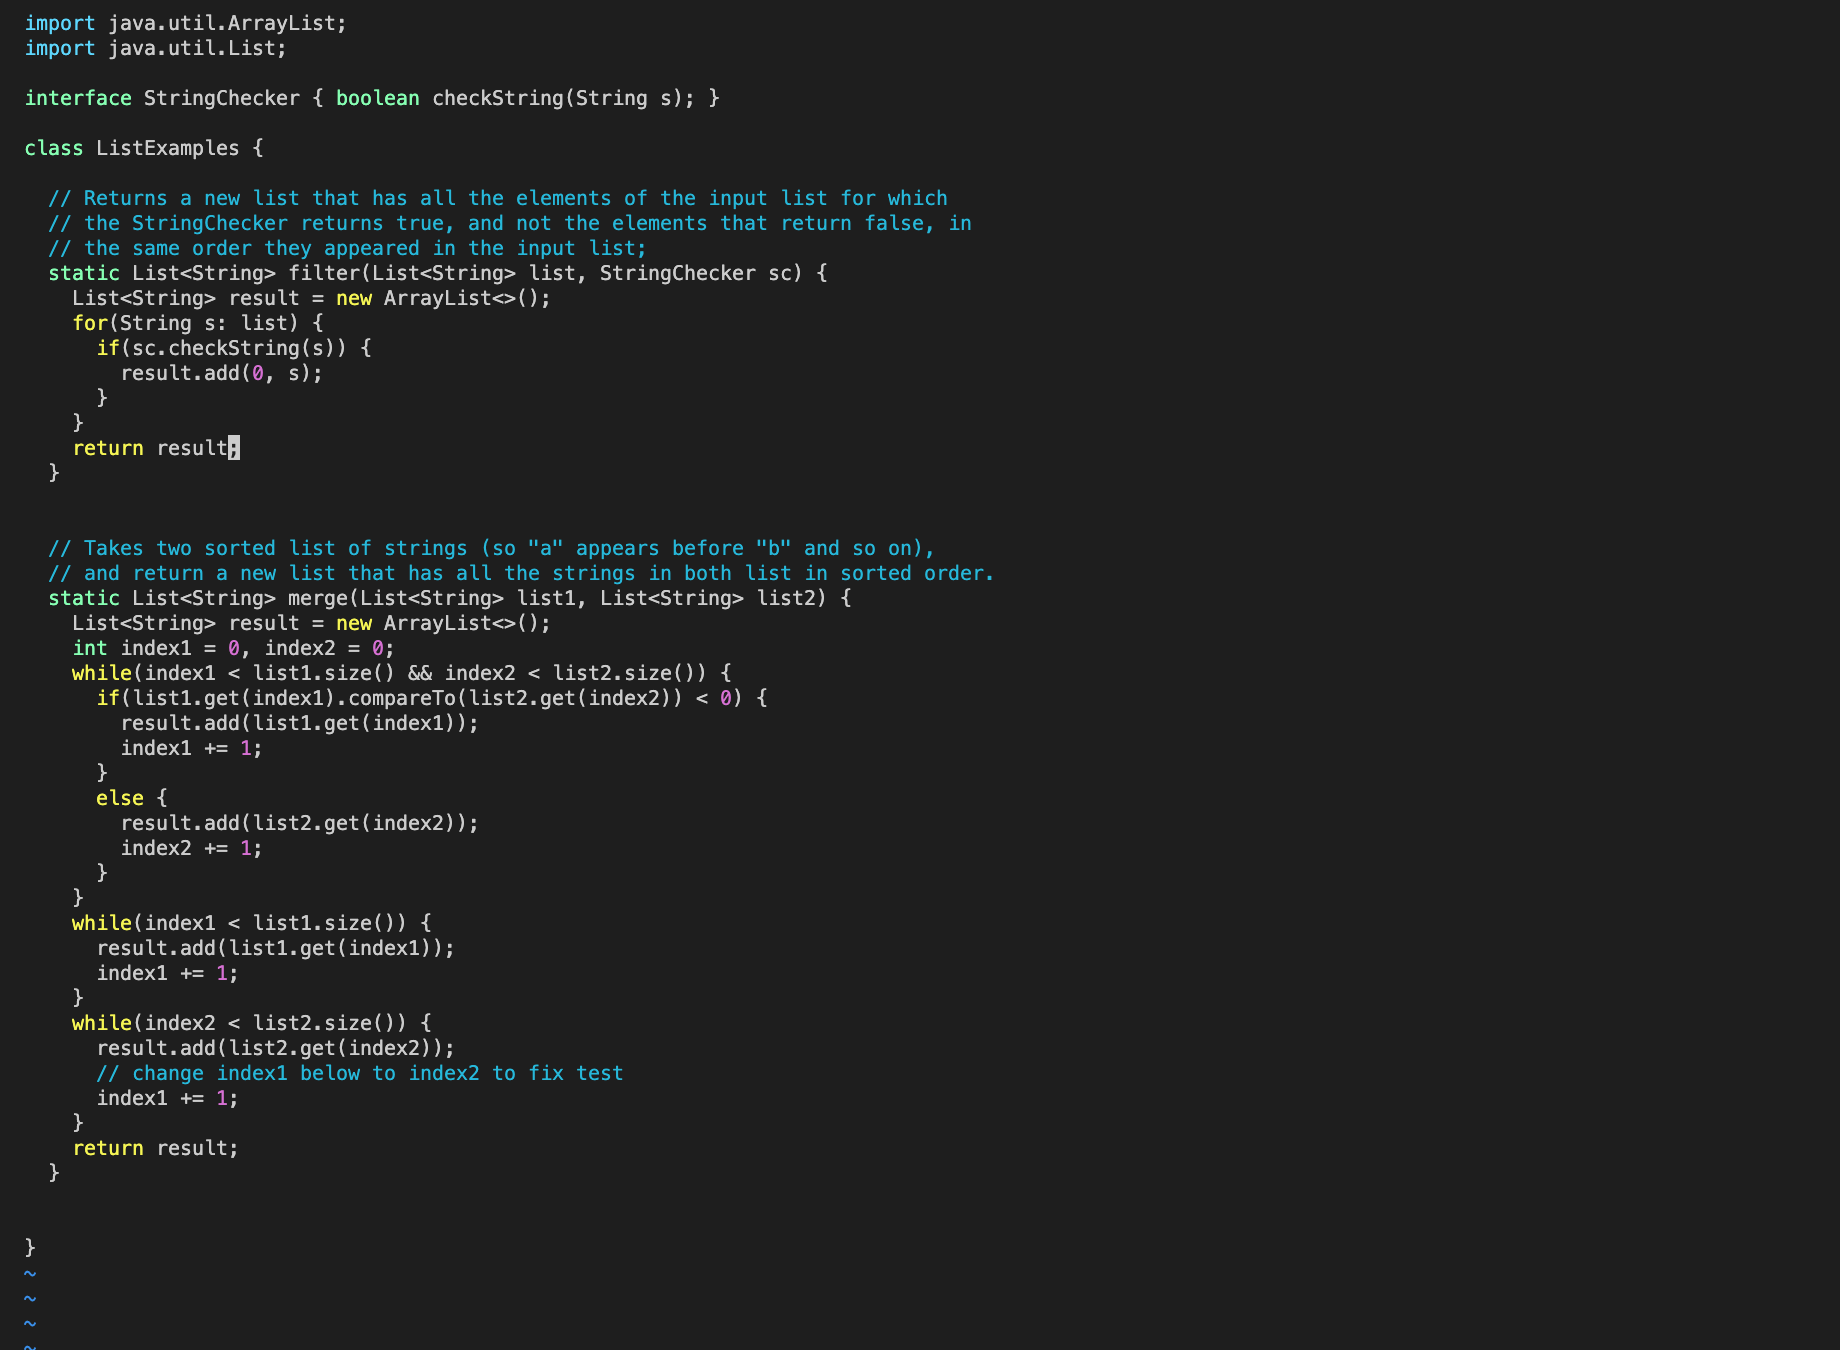 import java.util.ArrayList;
import java.util.List;

interface StringChecker { boolean checkString(String s); }

class ListExamples {

  // Returns a new list that has all the elements of the input list for which
  // the StringChecker returns true, and not the elements that return false, in
  // the same order they appeared in the input list;
  static List<String> filter(List<String> list, StringChecker sc) {
    List<String> result = new ArrayList<>();
    for(String s: list) {
      if(sc.checkString(s)) {
        result.add(0, s);
      }
    }
    return result;
  }


  // Takes two sorted list of strings (so "a" appears before "b" and so on),
  // and return a new list that has all the strings in both list in sorted order.
  static List<String> merge(List<String> list1, List<String> list2) {
    List<String> result = new ArrayList<>();
    int index1 = 0, index2 = 0;
    while(index1 < list1.size() && index2 < list2.size()) {
      if(list1.get(index1).compareTo(list2.get(index2)) < 0) {
        result.add(list1.get(index1));
        index1 += 1;
      }
      else {
        result.add(list2.get(index2));
        index2 += 1;
      }
    }
    while(index1 < list1.size()) {
      result.add(list1.get(index1));
      index1 += 1;
    }
    while(index2 < list2.size()) {
      result.add(list2.get(index2));
      // change index1 below to index2 to fix test
      index1 += 1;
    }
    return result;
  }


}
~
~
~
~